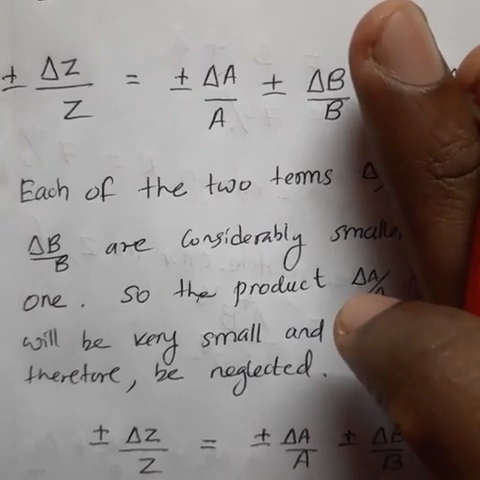 ± ΔZ/Z = ± ΔA/A ± ΔB/B
Each of the two terms Δ
ΔB/B are considerably
one. So the product ΔA/
will be very small and
therefore, be neglected.
± ΔZ/Z = ± ΔA/A ± ΔB/B